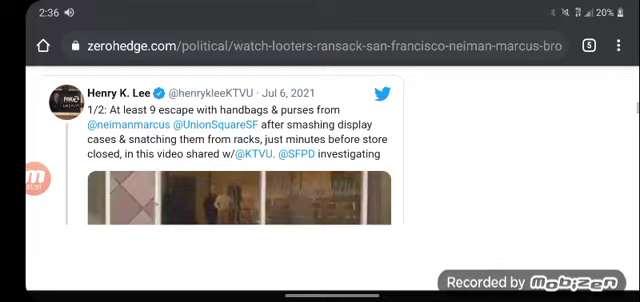 2:36
20%
zerohedge.com/political/watch-looters-ransack-san-francisco-neiman-marcus-bro
5
Henry K. Lee @henrykleeKTVU · Jul 6, 2021
1/2: At least 9 escape with handbags & purses from
@neimanmarcus @UnionSquareSF after smashing display
cases & snatching them from racks, just minutes before store
closed, in this video shared w/@KTVU. @SFPD investigating
Recorded by Mobizen